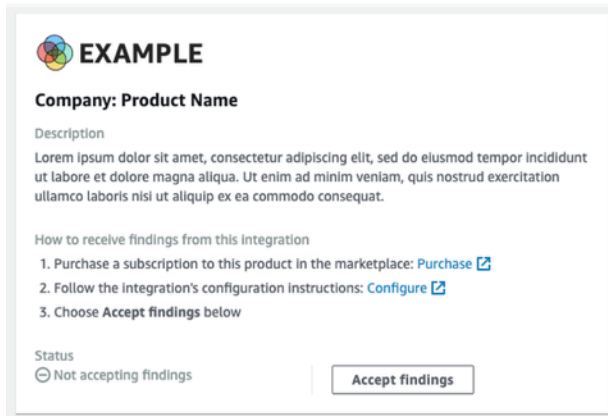 EXAMPLE
Company: Product Name
Description
Lorem ipsum dolor sit amet, consectetur adipiscing elit, sed do eiusmod tempor incididunt
ut labore et dolore magna aliqua. Ut enim ad minim veniam, quis nostrud exercitation
ullamco laboris nisi ut aliquip ex ea commodo consequat.
How to receive findings from this integration
1. Purchase a subscription to this product in the marketplace: Purchase
2. Follow the integration's configuration instructions: Configure
3. Choose Accept findings below
Status
Not accepting findings
Accept findings